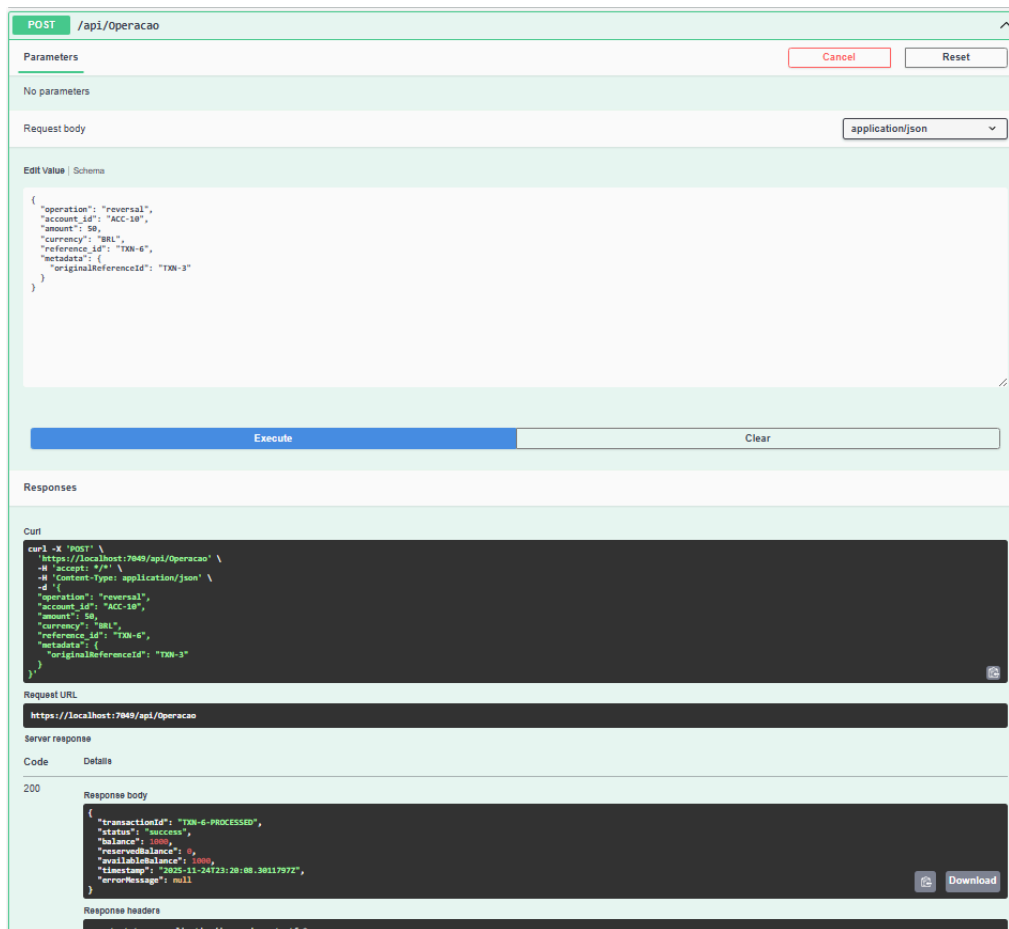 POST /api/Operacao
Parameters
Cancel
Reset
No parameters
Request body
application/json
Edit Value | Schema
{
  "operation": "reversal",
  "account_id": "ACC-10",
  "amount": 50,
  "currency": "BRL",
  "reference_id": "TXN-6",
  "metadata": {
    "originalReferenceId": "TXN-3"
  }
}
Execute
Clear
Responses
Curl
curl -X 'POST' \
  'https://localhost:7049/api/Operacao' \
  -H 'accept: */*' \
  -H 'Content-Type: application/json' \
  -d '{
  "operation": "reversal",
  "account_id": "ACC-10",
  "amount": 50,
  "currency": "BRL",
  "reference_id": "TXN-6",
  "metadata": {
    "originalReferenceId": "TXN-3"
  }
}'
Request URL
https://localhost:7049/api/Operacao
Server response
Code Details
200
Response body
{
  "transactionId": "TXN-6-PROCESSED",
  "status": "success",
  "balance": 1000,
  "reservedBalance": 0,
  "availableBalance": 1000,
  "timestamp": "2025-11-24T23:20:08.3011797Z",
  "errorMessage": null
}
Download
Response headers